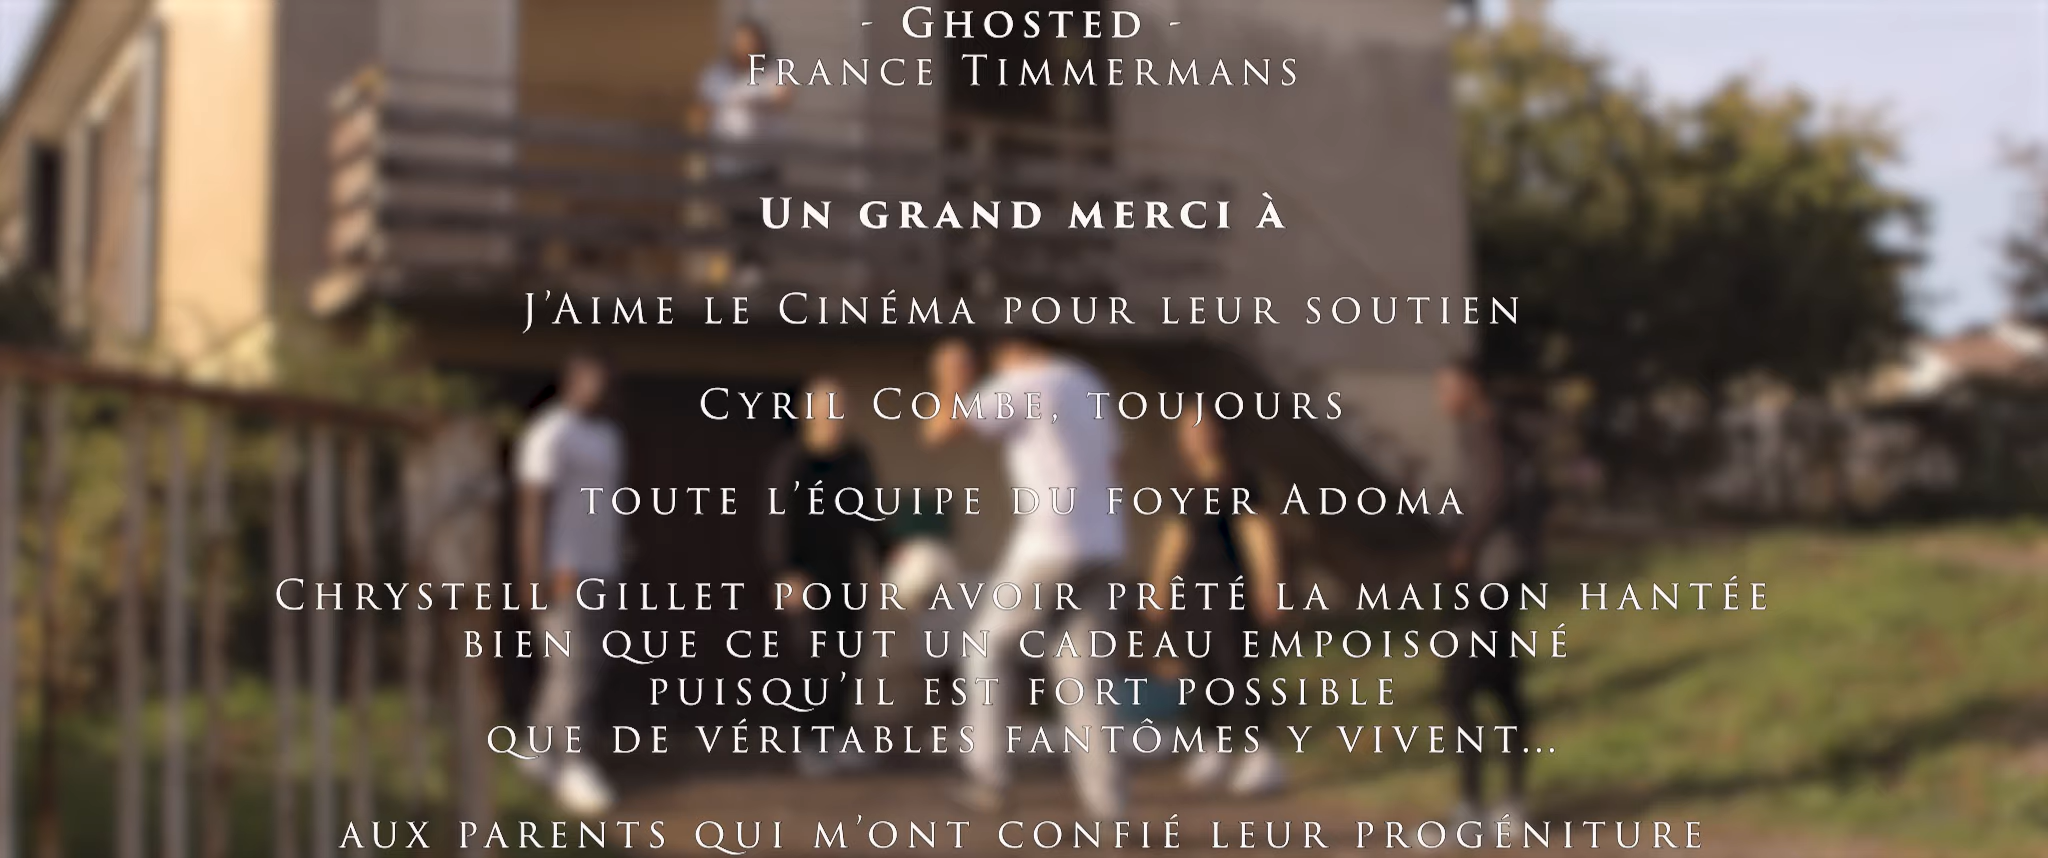 - Ghosted -
France Timmermans
Un grand merci à
J'Aime le Cinéma pour leur soutien
Cyril Combe, toujours
toute l'équipe du foyer Adoma
Chrystell Gillet pour avoir prêté la maison hantée
bien que ce fut un cadeau empoisonné
puisqu'il est fort possible
que de véritables fantômes y vivent...
aux parents qui m'ont confié leur progéniture